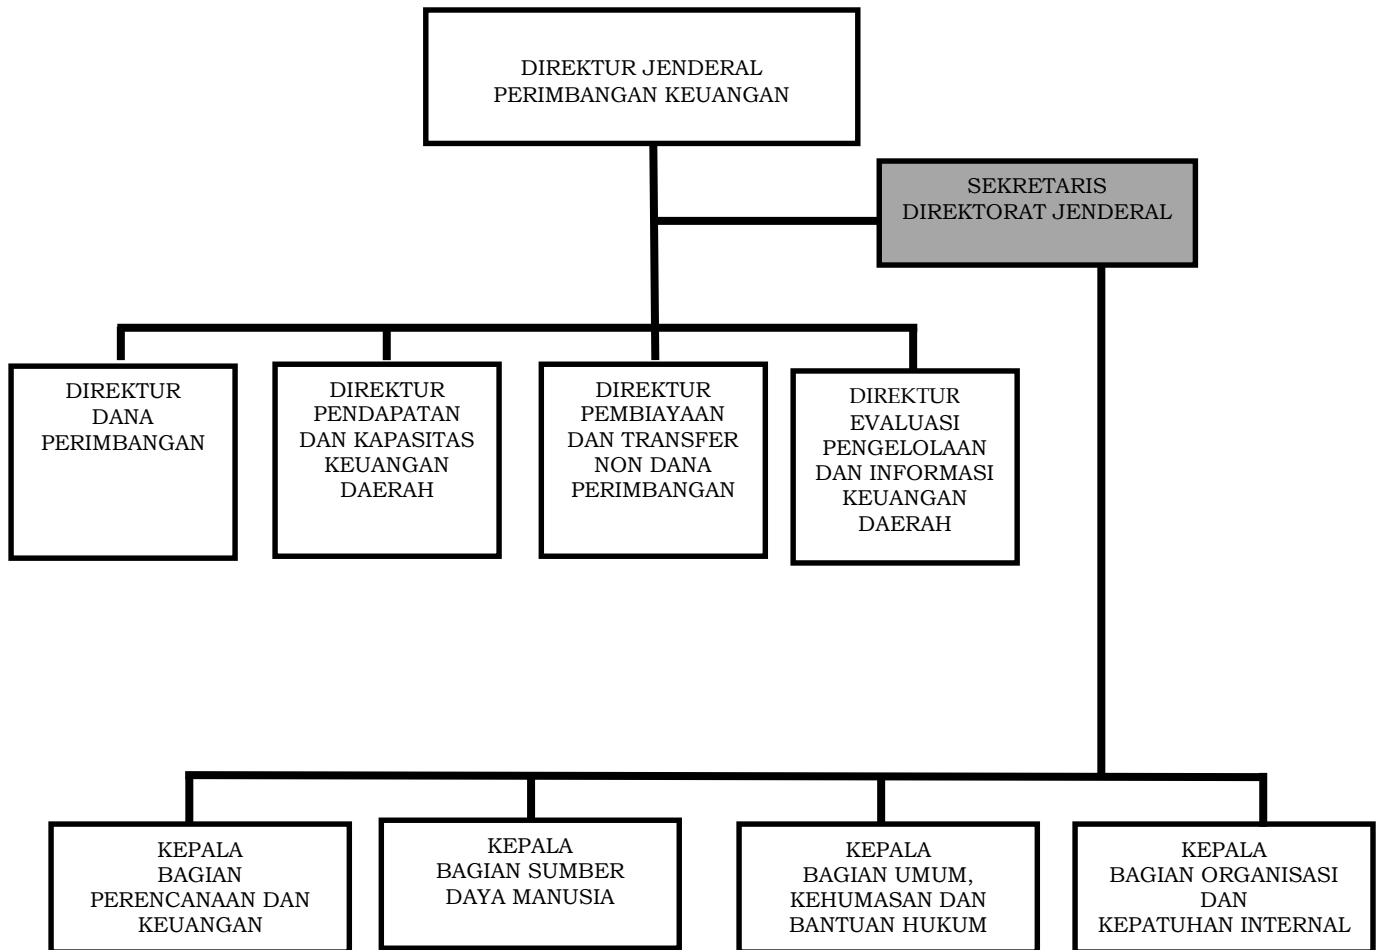 DIREKTUR JENDERAL
PERIMBANGAN KEUANGAN
SEKRETARIS
DIREKTORAT JENDERAL
DIREKTUR
DANA
PERIMBANGAN
DIREKTUR
PENDAPATAN
DAN KAPASITAS
KEUANGAN
DAERAH
DIREKTUR
PEMBIAYAAN
DAN TRANSFER
NON DANA
PERIMBANGAN
DIREKTUR
EVALUASI
PENGELOLAAN
DAN INFORMASI
KEUANGAN
DAERAH
KEPALA
BAGIAN
PERENCANAAN DAN
KEUANGAN
KEPALA
BAGIAN SUMBER
DAYA MANUSIA
KEPALA
BAGIAN UMUM,
KEHUMASAN DAN
BANTUAN HUKUM
KEPALA
BAGIAN ORGANISASI
DAN
KEPATUHAN INTERNAL